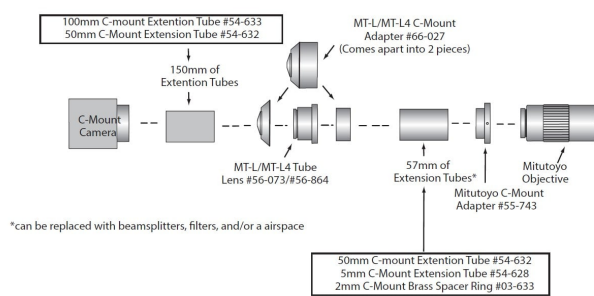 100mm C-mount Extention Tube #54-633
50mm C-mount Extension Tube #54-632
MT-L/MT-L4 C-Mount
Adapter #66-027
(Comes apart into 2 pieces)
150mm of
Extention Tubes
C-Mount
Camera
MT-L/MT-L4 Tube
Lens #56-073/#56-864
57mm of
Extension Tubes*
Mitutoyo
Objective
Mitutoyo C-Mount
Adapter #55-743
*can be replaced with beamsplitters, filters, and/or a airspace
50mm C-mount Extention Tube #54-632
5mm C-Mount Extension Tube #54-628
2mm C-Mount Brass Spacer Ring #03-633